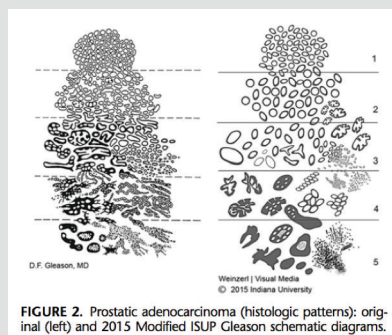 1
2
3
4
5
D.F. Gleason, MD
Weinzerl | Visual Media
© 2015 Indiana University
FIGURE 2. Prostatic adenocarcinoma (histologic patterns): orig-
inal (left) and 2015 Modified ISUP Gleason schematic diagrams.